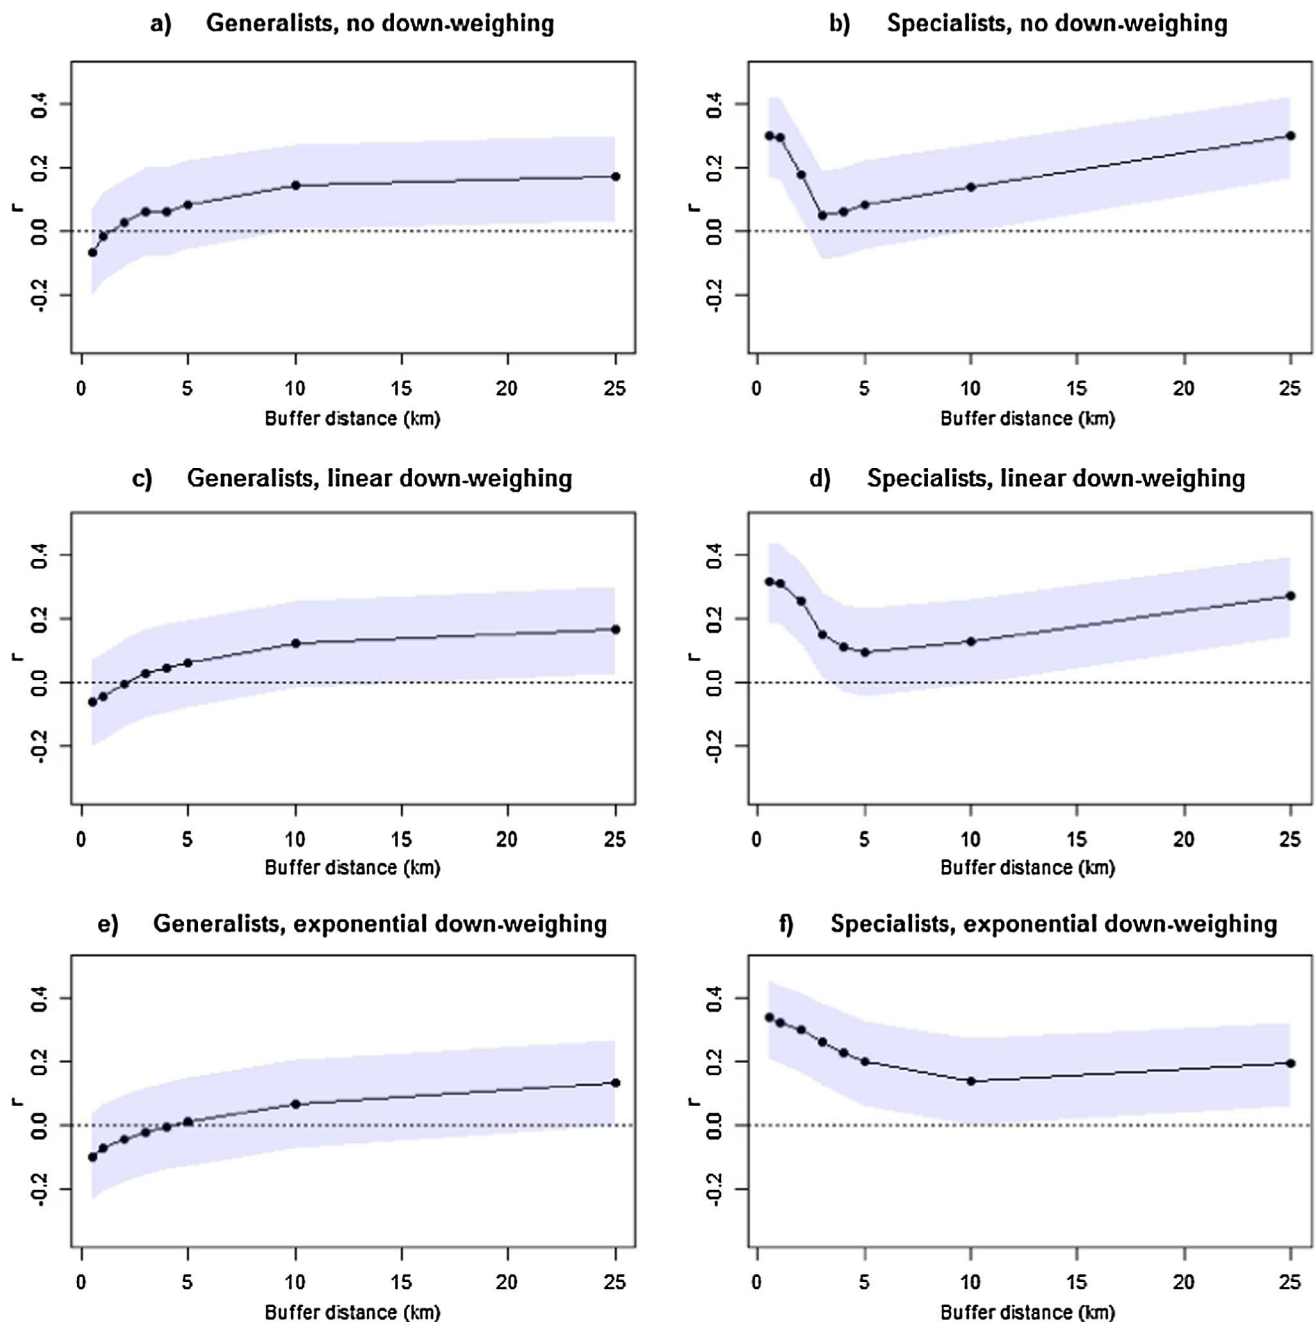 a) Generalists, no down-weighing
b) Specialists, no down-weighing
0.4
0.2
0.0
-0.2
r
0 5 10 15 20 25
Buffer distance (km)
0.4
0.2
0.0
-0.2
r
0 5 10 15 20 25
Buffer distance (km)
c) Generalists, linear down-weighing
d) Specialists, linear down-weighing
0.4
0.2
0.0
-0.2
r
0 5 10 15 20 25
Buffer distance (km)
0.4
0.2
0.0
-0.2
r
0 5 10 15 20 25
Buffer distance (km)
e) Generalists, exponential down-weighing
f) Specialists, exponential down-weighing
0.4
0.2
0.0
-0.2
r
0 5 10 15 20 25
Buffer distance (km)
0.4
0.2
0.0
-0.2
r
0 5 10 15 20 25
Buffer distance (km)